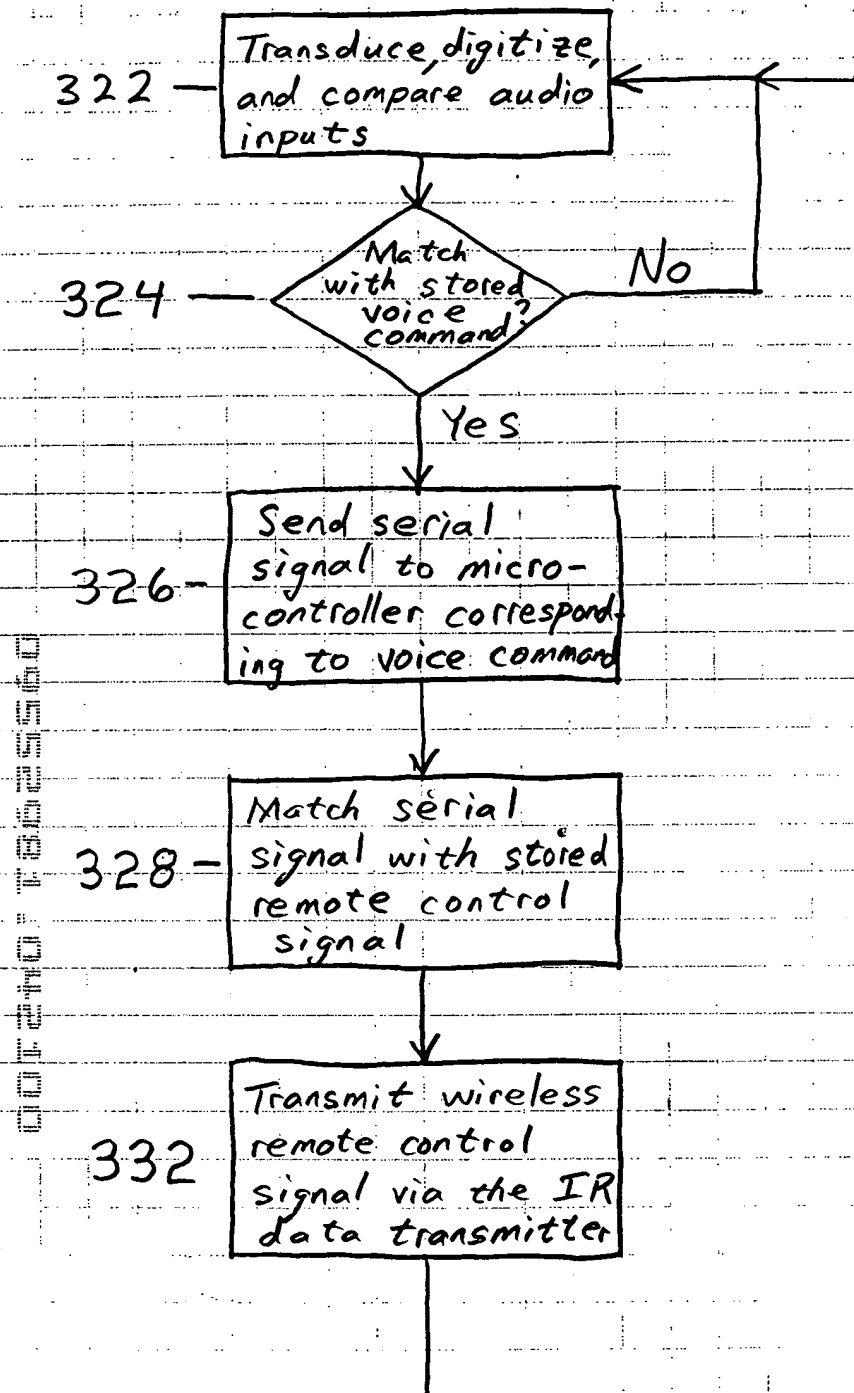 Transduce, digitize,
and compare audio
inputs
322
Match
with stored
voice
command?
324
No
Yes
Send serial
signal to micro-
controller correspond-
ing to voice command
326
Match serial
signal with stored
remote control
signal
328
Transmit wireless
remote control
signal via the IR
data transmitter
332